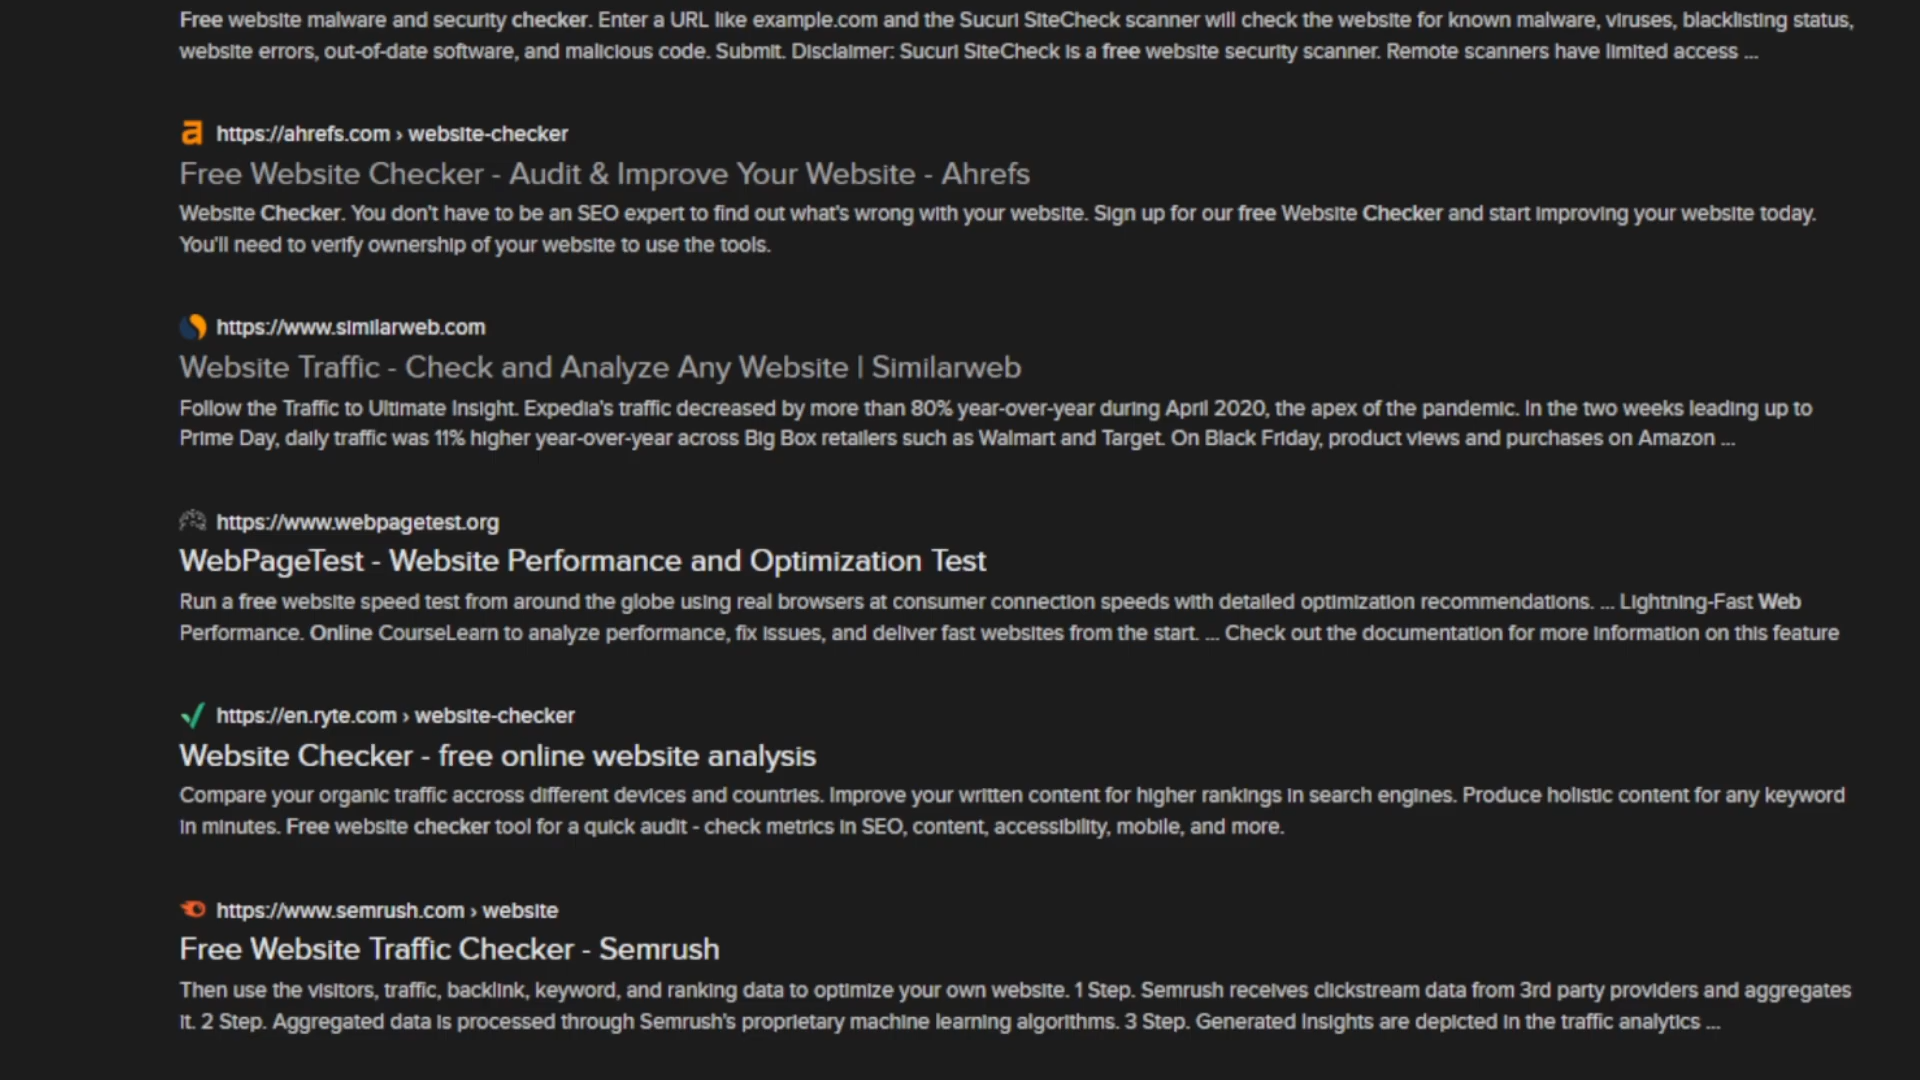 Free website malware and security checker. Enter a URL like example.com and the Sucuri SiteCheck scanner will check the website for known malware, viruses, blacklisting status,
website errors, out-of-date software, and malicious code. Submit. Disclaimer: Sucuri SiteCheck is a free website security scanner. Remote scanners have limited access ...
https://ahrefs.com › website-checker
Free Website Checker - Audit & Improve Your Website - Ahrefs
Website Checker. You don't have to be an SEO expert to find out what's wrong with your website. Sign up for our free Website Checker and start improving your website today.
You'll need to verify ownership of your website to use the tools.
https://www.similarweb.com
Website Traffic - Check and Analyze Any Website | Similarweb
Follow the Traffic to Ultimate Insight. Expedia's traffic decreased by more than 80% year-over-year during April 2020, the apex of the pandemic. In the two weeks leading up to
Prime Day, daily traffic was 11% higher year-over-year across Big Box retailers such as Walmart and Target. On Black Friday, product views and purchases on Amazon ...
https://www.webpagetest.org
WebPageTest - Website Performance and Optimization Test
Run a free website speed test from around the globe using real browsers at consumer connection speeds with detailed optimization recommendations. ... Lightning-Fast Web
Performance. Online CourseLearn to analyze performance, fix issues, and deliver fast websites from the start. ... Check out the documentation for more information on this feature
https://en.ryte.com › website-checker
Website Checker - free online website analysis
Compare your organic traffic accross different devices and countries. Improve your written content for higher rankings in search engines. Produce holistic content for any keyword
in minutes. Free website checker tool for a quick audit - check metrics in SEO, content, accessibility, mobile, and more.
https://www.semrush.com › website
Free Website Traffic Checker - Semrush
Then use the visitors, traffic, backlink, keyword, and ranking data to optimize your own website. 1 Step. Semrush receives clickstream data from 3rd party providers and aggregates
it. 2 Step. Aggregated data is processed through Semrush's proprietary machine learning algorithms. 3 Step. Generated Insights are depicted in the traffic analytics ...